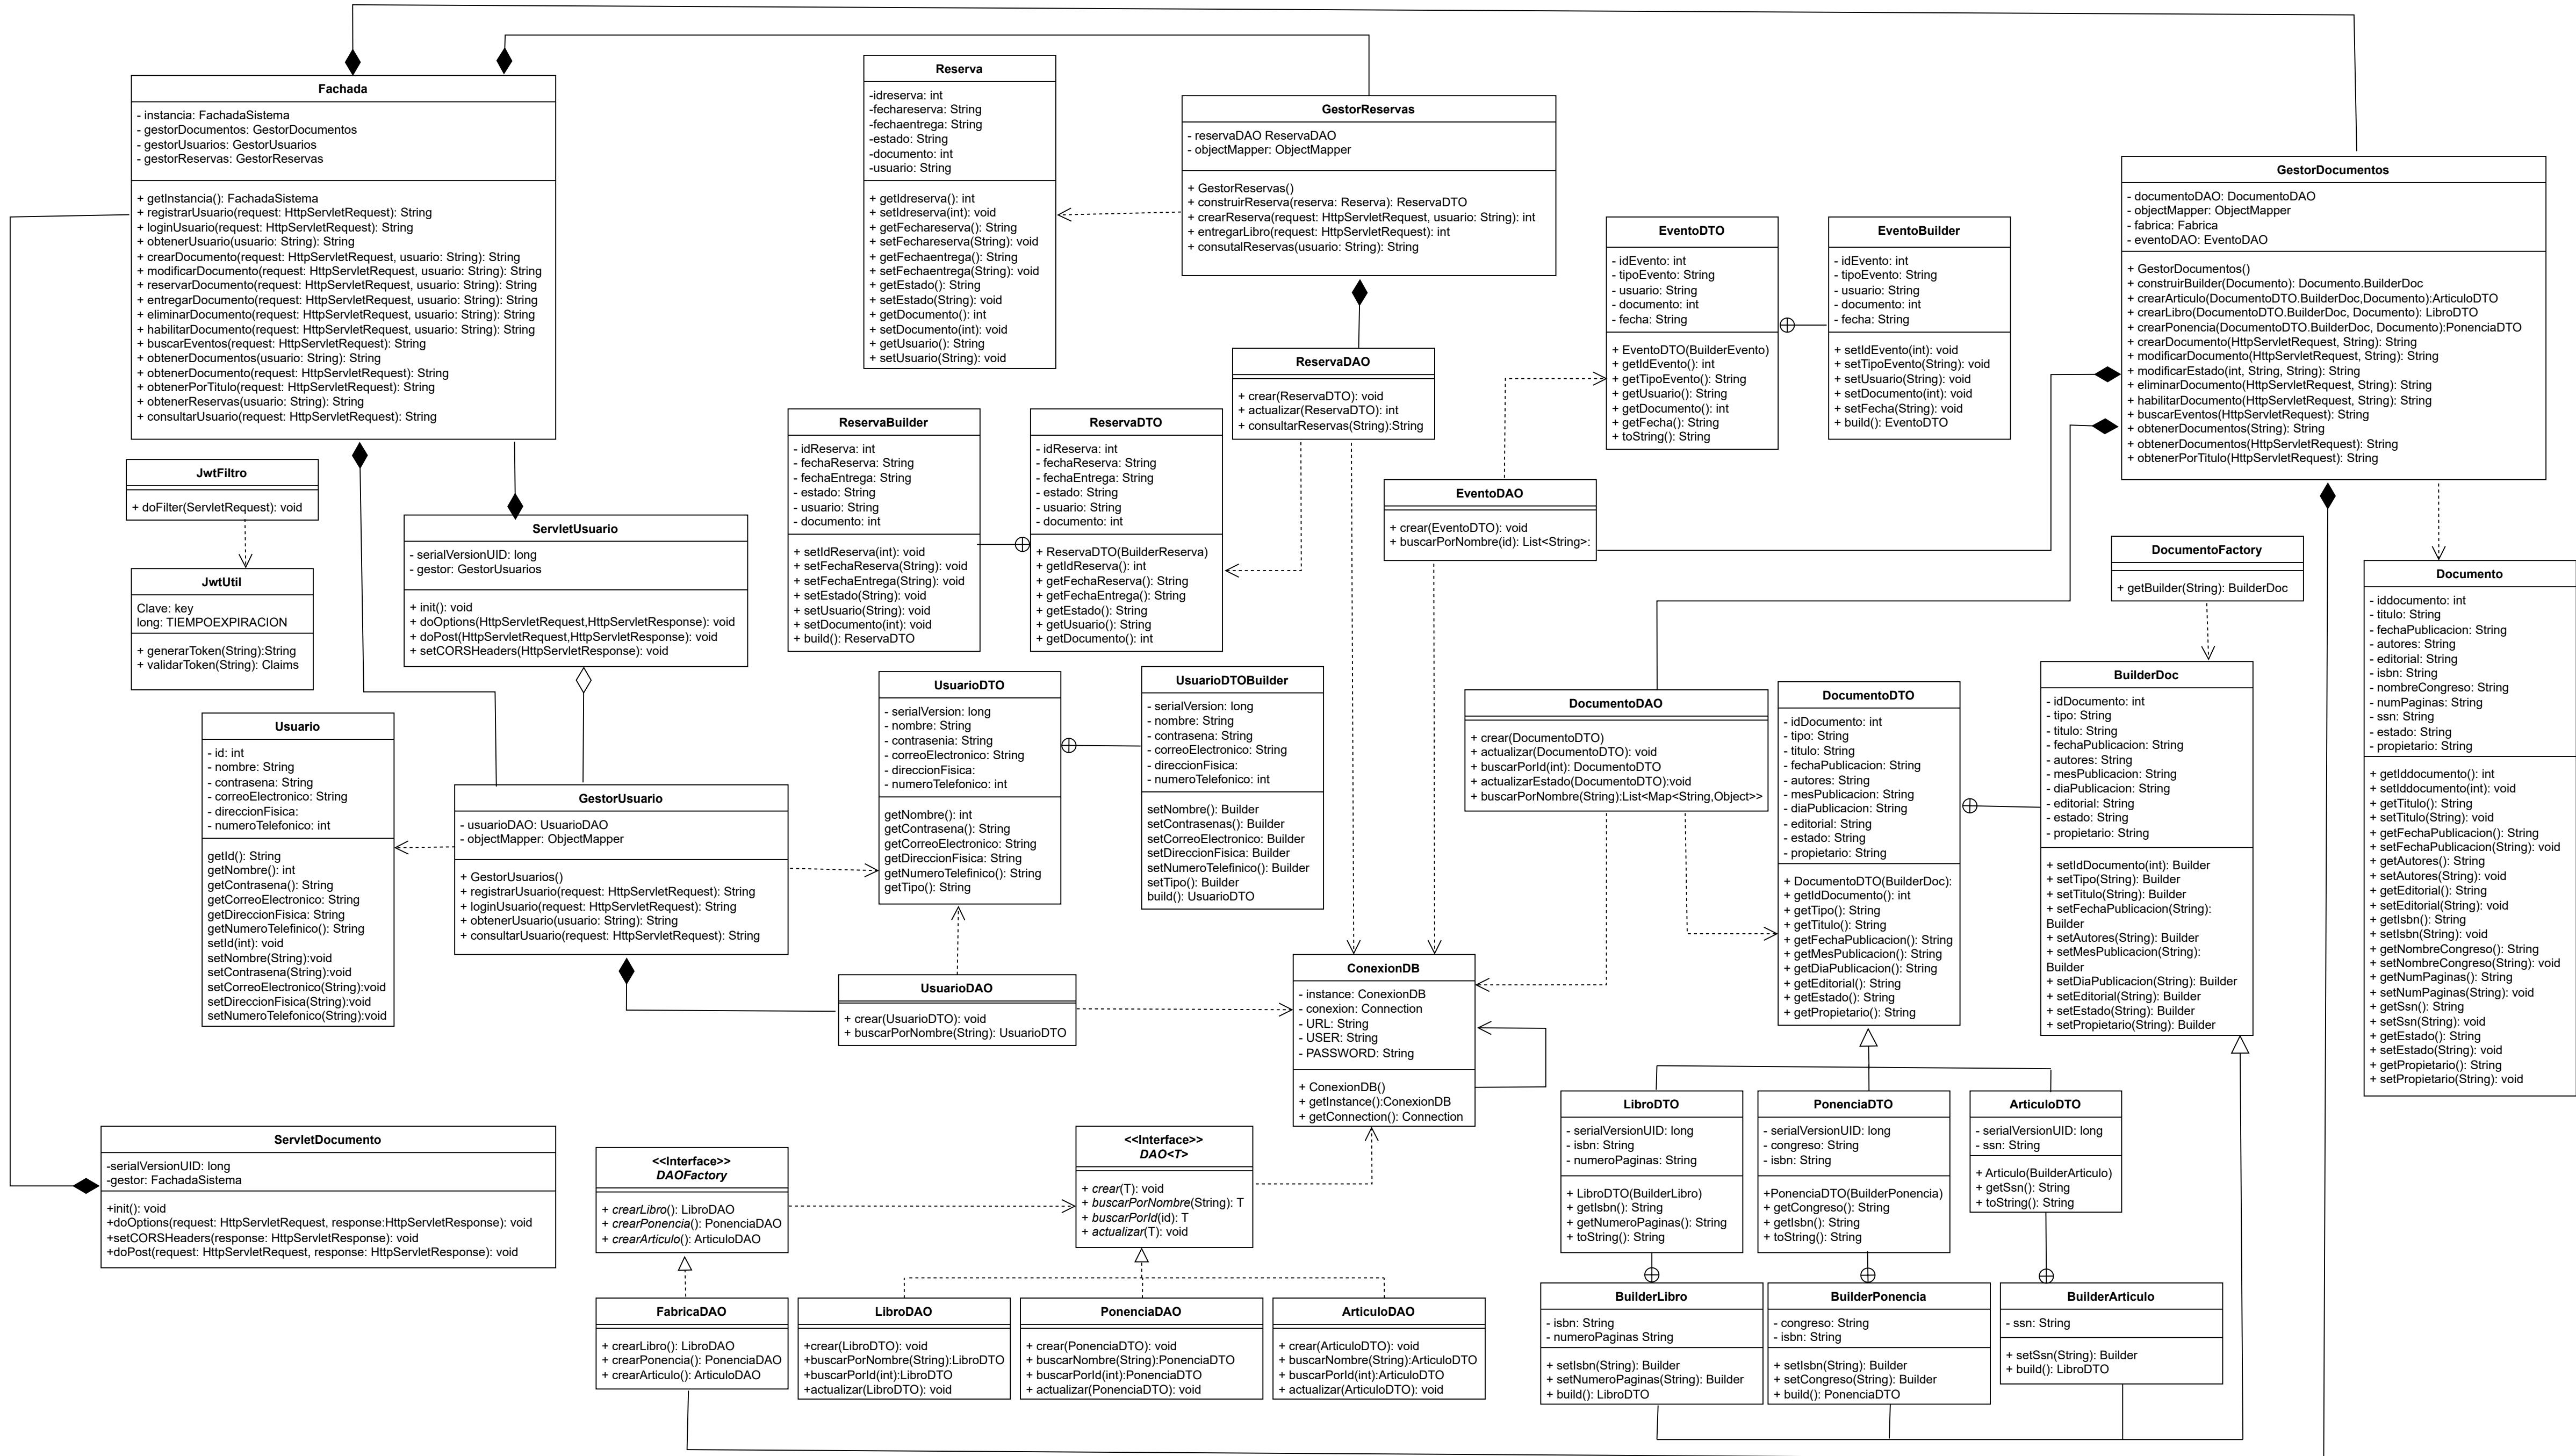 Fachada
- instancia: FachadaSistema
- gestorDocumentos: GestorDocumentos
- gestorUsuarios: GestorUsuarios
- gestorReservas: GestorReservas
+ getInstancia(): FachadaSistema
+ registrarUsuario(request: HttpServletRequest): String
+ loginUsuario(request: HttpServletRequest): String
+ obtenerUsuario(usuario: String): String
+ crearDocumento(request: HttpServletRequest, usuario: String): String
+ modificarDocumento(request: HttpServletRequest, usuario: String): String
+ reservarDocumento(request: HttpServletRequest, usuario: String): String
+ entregarDocumento(request: HttpServletRequest, usuario: String): String
+ eliminarDocumento(request: HttpServletRequest, usuario: String): String
+ habilitarDocumento(request: HttpServletRequest, usuario: String): String
+ buscarEventos(request: HttpServletRequest): String
+ obtenerDocumentos(usuario: String): String
+ obtenerDocumento(request: HttpServletRequest): String
+ obtenerPorTitulo(request: HttpServletRequest): String
+ obtenerReservas(usuario: String): String
+ consultarUsuario(request: HttpServletRequest): String
Reserva
-idreserva: int
-fechareserva: String
-fechaentrega: String
-estado: String
-documento: int
-usuario: String
+ getIdreserva(): int
+ setIdreserva(int): void
+ getFechareserva(): String
+ setFechareserva(String): void
+ getFechaentrega(): String
+ setFechaentrega(String): void
+ getEstado(): String
+ setEstado(String): void
+ getDocumento(): int
+ setDocumento(int): void
+ getUsuario(): String
+ setUsuario(String): void
GestorReservas
- reservaDAO ReservaDAO
- objectMapper: ObjectMapper
+ GestorReservas()
+ construirReserva(reserva: Reserva): ReservaDTO
+ crearReserva(request: HttpServletRequest, usuario: String): int
+ entregarLibro(request: HttpServletRequest): int
+ consutalReservas(usuario: String): String
EventoDTO
- idEvento: int
- tipoEvento: String
- usuario: String
- documento: int
- fecha: String
+ EventoDTO(BuilderEvento)
+ getIdEvento(): int
+ getTipoEvento(): String
+ getUsuario(): String
+ getDocumento(): int
+ getFecha(): String
+ toString(): String
EventoBuilder
- idEvento: int
- tipoEvento: String
- usuario: String
- documento: int
- fecha: String
+ setIdEvento(int): void
+ setTipoEvento(String): void
+ setUsuario(String): void
+ setDocumento(int): void
+ setFecha(String): void
+ build(): EventoDTO
GestorDocumentos
- documentoDAO: DocumentoDAO
- objectMapper: ObjectMapper
- fabrica: Fabrica
- eventoDAO: EventoDAO
+ GestorDocumentos()
+ construirBuilder(Documento): Documento.BuilderDoc
+ crearArticulo(DocumentoDTO.BuilderDoc,Documento):ArticuloDTO
+ crearLibro(DocumentoDTO.BuilderDoc, Documento): LibroDTO
+ crearPonencia(DocumentoDTO.BuilderDoc, Documento):PonenciaDTO
+ crearDocumento(HttpServletRequest, String): String
+ modificarDocumento(HttpServletRequest, String): String
+ modificarEstado(int, String, String): String
+ eliminarDocumento(HttpServletRequest, String): String
+ habilitarDocumento(HttpServletRequest, String): String
+ buscarEventos(HttpServletRequest): String
+ obtenerDocumentos(String): String
+ obtenerDocumentos(HttpServletRequest): String
+ obtenerPorTitulo(HttpServletRequest): String
ReservaDAO
+ crear(ReservaDTO): void
+ actualizar(ReservaDTO): int
+ consultarReservas(String):String
ReservaBuilder
- idReserva: int
- fechaReserva: String
- fechaEntrega: String
- estado: String
- usuario: String
- documento: int
+ setIdReserva(int): void
+ setFechaReserva(String): void
+ setFechaEntrega(String): void
+ setEstado(String): void
+ setUsuario(String): void
+ setDocumento(int): void
+ build(): ReservaDTO
ReservaDTO
- idReserva: int
- fechaReserva: String
- fechaEntrega: String
- estado: String
- usuario: String
- documento: int
+ ReservaDTO(BuilderReserva)
+ getIdReserva(): int
+ getFechaReserva(): String
+ getFechaEntrega(): String
+ getEstado(): String
+ getUsuario(): String
+ getDocumento(): int
JwtFiltro
+ doFilter(ServletRequest): void
JwtUtil
Clave: key
long: TIEMPOEXPIRACION
+ generarToken(String):String
+ validarToken(String): Claims
ServletUsuario
- serialVersionUID: long
- gestor: GestorUsuarios
+ init(): void
+ doOptions(HttpServletRequest,HttpServletResponse): void
+ doPost(HttpServletRequest,HttpServletResponse): void
+ setCORSHeaders(HttpServletResponse): void
EventoDAO
+ crear(EventoDTO): void
+ buscarPorNombre(id): List<String>:
DocumentoFactory
+ getBuilder(String): BuilderDoc
Documento
- iddocumento: int
- titulo: String
- fechaPublicacion: String
- autores: String
- editorial: String
- isbn: String
- nombreCongreso: String
- numPaginas: String
- ssn: String
- estado: String
- propietario: String
+ getIddocumento(): int
+ setIddocumento(int): void
+ getTitulo(): String
+ setTitulo(String): void
+ getFechaPublicacion(): String
+ setFechaPublicacion(String): void
+ getAutores(): String
+ setAutores(String): void
+ getEditorial(): String
+ setEditorial(String): void
+ getIsbn(): String
+ setIsbn(String): void
+ getNombreCongreso(): String
+ setNombreCongreso(String): void
+ getNumPaginas(): String
+ setNumPaginas(String): void
+ getSsn(): String
+ setSsn(String): void
+ getEstado(): String
+ setEstado(String): void
+ getPropietario(): String
+ setPropietario(String): void
Usuario
- id: int
- nombre: String
- contrasena: String
- correoElectronico: String
- direccionFisica:
- numeroTelefonico: int
getId(): String
getNombre(): int
getContrasena(): String
getCorreoElectronico: String
getDireccionFisica: String
getNumeroTelefinico(): String
setId(int): void
setNombre(String):void
setContrasena(String):void
setCorreoElectronico(String):void
setDireccionFisica(String):void
setNumeroTelefonico(String):void
GestorUsuario
- usuarioDAO: UsuarioDAO
- objectMapper: ObjectMapper
+ GestorUsuarios()
+ registrarUsuario(request: HttpServletRequest): String
+ loginUsuario(request: HttpServletRequest): String
+ obtenerUsuario(usuario: String): String
+ consultarUsuario(request: HttpServletRequest): String
UsuarioDTO
- serialVersion: long
- nombre: String
- contrasenia: String
- correoElectronico: String
- direccionFisica:
- numeroTelefonico: int
getNombre(): int
getContrasena(): String
getCorreoElectronico: String
getDireccionFisica: String
getNumeroTelefinico(): String
getTipo(): String
UsuarioDTOBuilder
- serialVersion: long
- nombre: String
- contrasena: String
- correoElectronico: String
- direccionFisica:
- numeroTelefonico: int
setNombre(): Builder
setContrasenas(): Builder
setCorreoElectronico: Builder
setDireccionFisica: Builder
setNumeroTelefinico(): Builder
setTipo(): Builder
build(): UsuarioDTO
DocumentoDAO
+ crear(DocumentoDTO)
+ actualizar(DocumentoDTO): void
+ buscarPorId(int): DocumentoDTO
+ actualizarEstado(DocumentoDTO):void
+ buscarPorNombre(String):List<Map<String,Object>>
DocumentoDTO
- idDocumento: int
- tipo: String
- titulo: String
- fechaPublicacion: String
- autores: String
- mesPublicacion: String
- diaPublicacion: String
- editorial: String
- estado: String
- propietario: String
+ DocumentoDTO(BuilderDoc):
+ getIdDocumento(): int
+ getTipo(): String
+ getTitulo(): String
+ getFechaPublicacion(): String
+ getMesPublicacion(): String
+ getDiaPublicacion(): String
+ getEditorial(): String
+ getEstado(): String
+ getPropietario(): String
BuilderDoc
- idDocumento: int
- tipo: String
- titulo: String
- fechaPublicacion: String
- autores: String
- mesPublicacion: String
- diaPublicacion: String
- editorial: String
- estado: String
- propietario: String
+ setIdDocumento(int): Builder
+ setTipo(String): Builder
+ setTitulo(String): Builder
+ setFechaPublicacion(String):
Builder
+ setAutores(String): Builder
+ setMesPublicacion(String):
Builder
+ setDiaPublicacion(String): Builder
+ setEditorial(String): Builder
+ setEstado(String): Builder
+ setPropietario(String): Builder
UsuarioDAO
+ crear(UsuarioDTO): void
+ buscarPorNombre(String): UsuarioDTO
ConexionDB
- instance: ConexionDB
- conexion: Connection
- URL: String
- USER: String
- PASSWORD: String
+ ConexionDB()
+ getInstance():ConexionDB
+ getConnection(): Connection
LibroDTO
- serialVersionUID: long
- isbn: String
- numeroPaginas: String
+ LibroDTO(BuilderLibro)
+ getIsbn(): String
+ getNumeroPaginas(): String
+ toString(): String
PonenciaDTO
- serialVersionUID: long
- congreso: String
- isbn: String
+PonenciaDTO(BuilderPonencia)
+ getCongreso(): String
+ getIsbn(): String
+ toString(): String
ArticuloDTO
- serialVersionUID: long
- ssn: String
+ Articulo(BuilderArticulo)
+ getSsn(): String
+ toString(): String
ServletDocumento
-serialVersionUID: long
-gestor: FachadaSistema
+init(): void
+doOptions(request: HttpServletRequest, response:HttpServletResponse): void
+setCORSHeaders(response: HttpServletResponse): void
+doPost(request: HttpServletRequest, response: HttpServletResponse): void
<<Interface>>
DAOFactory
+ crearLibro(): LibroDAO
+ crearPonencia(): PonenciaDAO
+ crearArticulo(): ArticuloDAO
<<Interface>>
DAO<T>
+ crear(T): void
+ buscarPorNombre(String): T
+ buscarPorId(id): T
+ actualizar(T): void
FabricaDAO
+ crearLibro(): LibroDAO
+ crearPonencia(): PonenciaDAO
+ crearArticulo(): ArticuloDAO
LibroDAO
+crear(LibroDTO): void
+buscarPorNombre(String):LibroDTO
+buscarPorId(int):LibroDTO
+actualizar(LibroDTO): void
PonenciaDAO
+ crear(PonenciaDTO): void
+ buscarNombre(String):PonenciaDTO
+ buscarPorId(int):PonenciaDTO
+ actualizar(PonenciaDTO): void
ArticuloDAO
+ crear(ArticuloDTO): void
+ buscarNombre(String):ArticuloDTO
+ buscarPorId(int):ArticuloDTO
+ actualizar(ArticuloDTO): void
BuilderLibro
- isbn: String
- numeroPaginas String
+ setIsbn(String): Builder
+ setNumeroPaginas(String): Builder
+ build(): LibroDTO
BuilderPonencia
- congreso: String
- isbn: String
+ setIsbn(String): Builder
+ setCongreso(String): Builder
+ build(): PonenciaDTO
BuilderArticulo
- ssn: String
+ setSsn(String): Builder
+ build(): LibroDTO